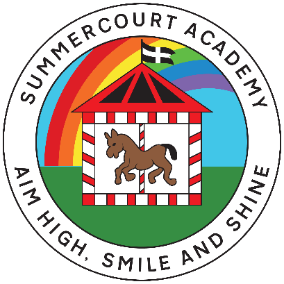 SUMMERCOURT ACADEMY
AIM HIGH, SMILE AND SHINE